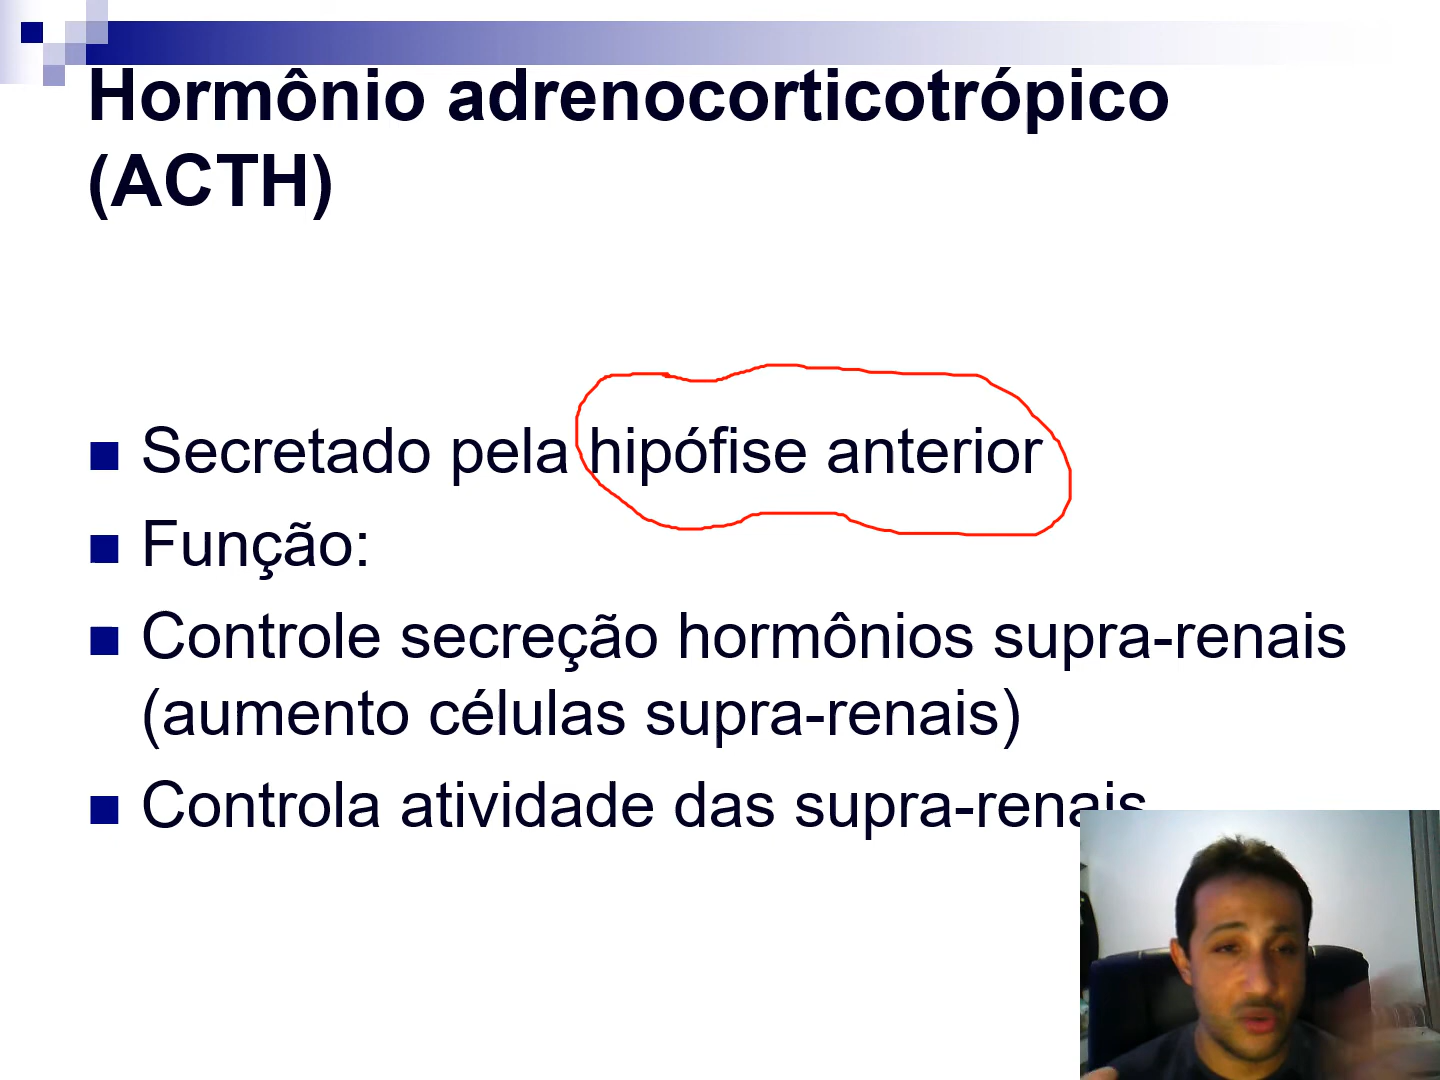 Hormônio adrenocorticotrópico
(ACTH)
Secretado pela hipófise anterior
Função:
Controle secreção hormônios supra-renais
(aumento células supra-renais)
Controla atividade das supra-renais